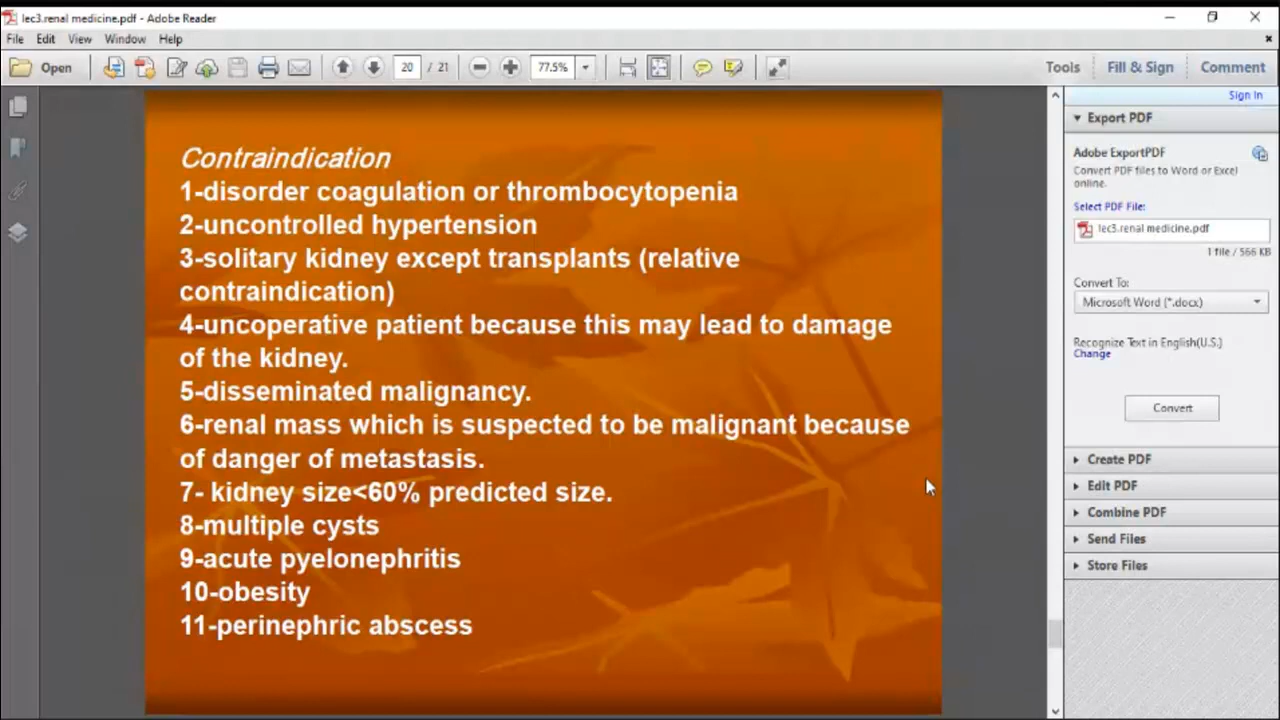 lec3.renal medicine.pdf - Adobe Reader
File Edit View Window Help
Open 20 / 21 77.5% Tools Fill & Sign Comment
Sign In
Export PDF
Adobe ExportPDF
Convert PDF files to Word or Excel
online.
Select PDF File:
lec3.renal medicine.pdf
1 file / 566 KB
Convert To:
Microsoft Word (*.docx)
Recognize Text in English(U.S.)
Change
Convert
Create PDF
Edit PDF
Combine PDF
Send Files
Store Files
Contraindication
1-disorder coagulation or thrombocytopenia
2-uncontrolled hypertension
3-solitary kidney except transplants (relative
contraindication)
4-uncoperative patient because this may lead to damage
of the kidney.
5-disseminated malignancy.
6-renal mass which is suspected to be malignant because
of danger of metastasis.
7- kidney size<60% predicted size.
8-multiple cysts
9-acute pyelonephritis
10-obesity
11-perinephric abscess